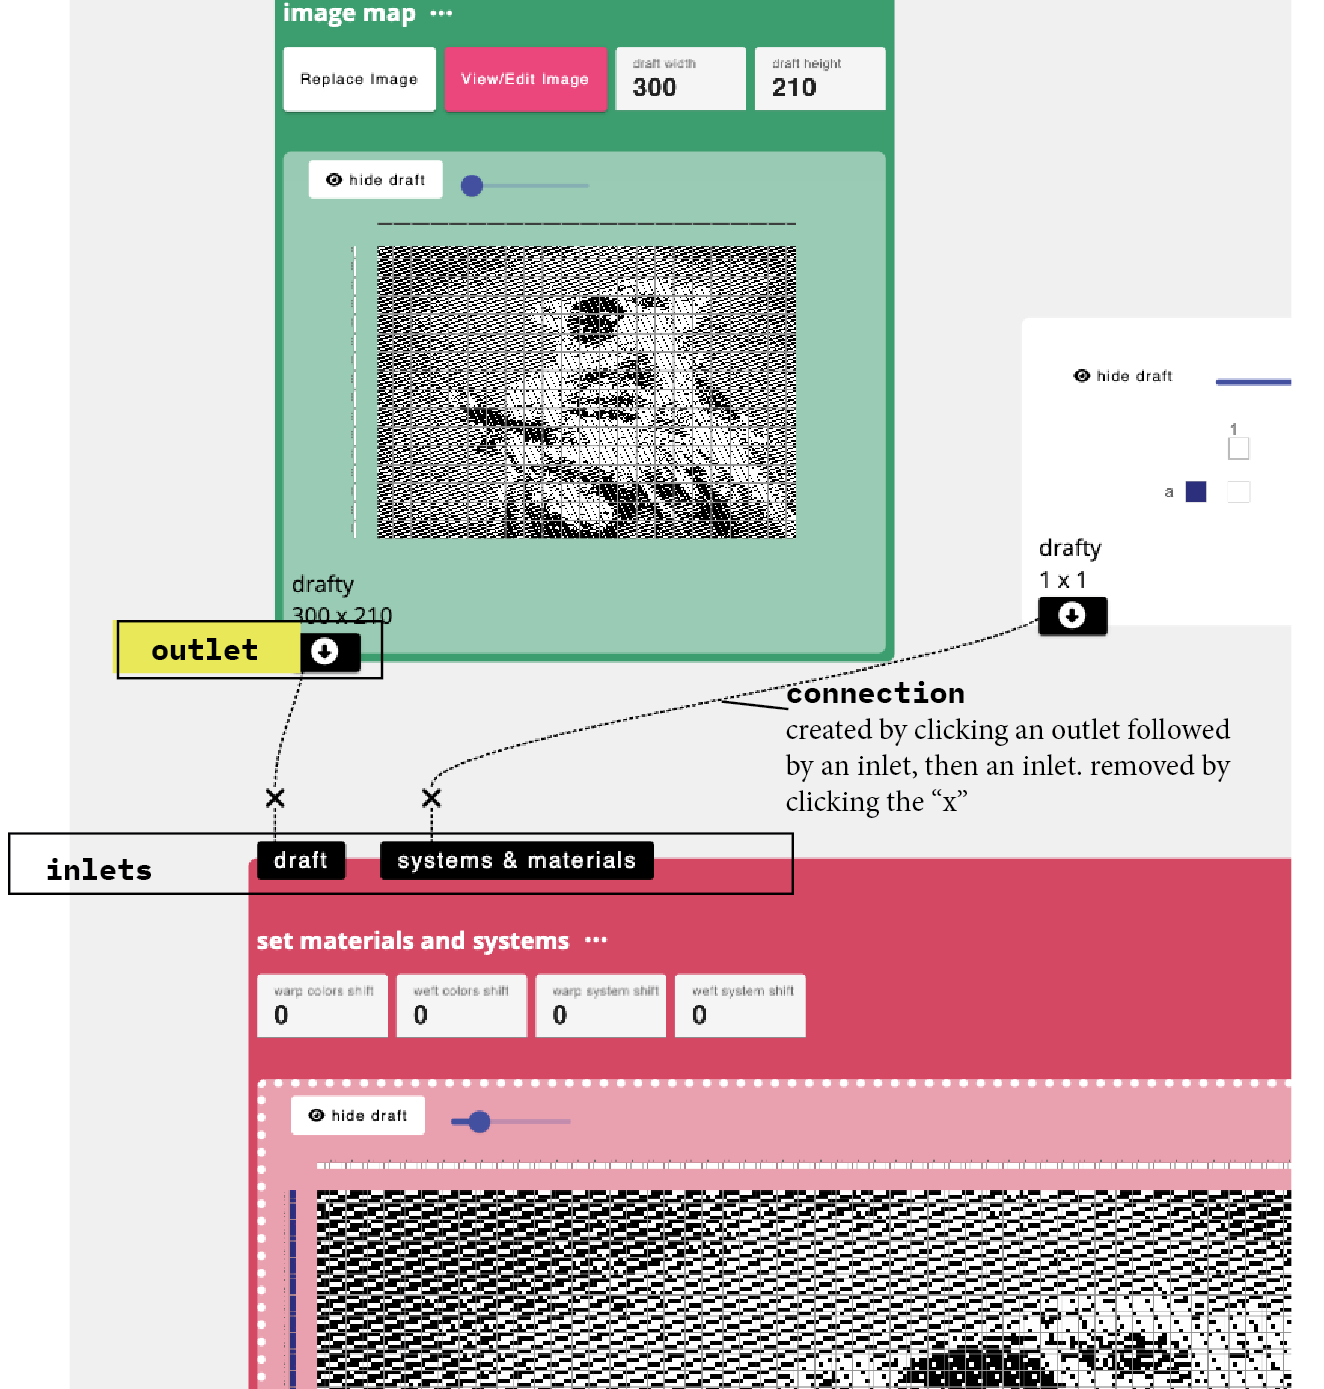 image map ...
Replace Image
View/Edit Image
draft width
300
draft height
210
hide draft
hide draft
1
a
drafty
1 x 1
drafty
300 x 210
outlet
connection
created by clicking an outlet followed
by an inlet, then an inlet. removed by
clicking the “x”
inlets
draft
systems & materials
set materials and systems ...
warp colors shift
0
weft colors shift
0
warp system shift
0
weft system shift
0
hide draft